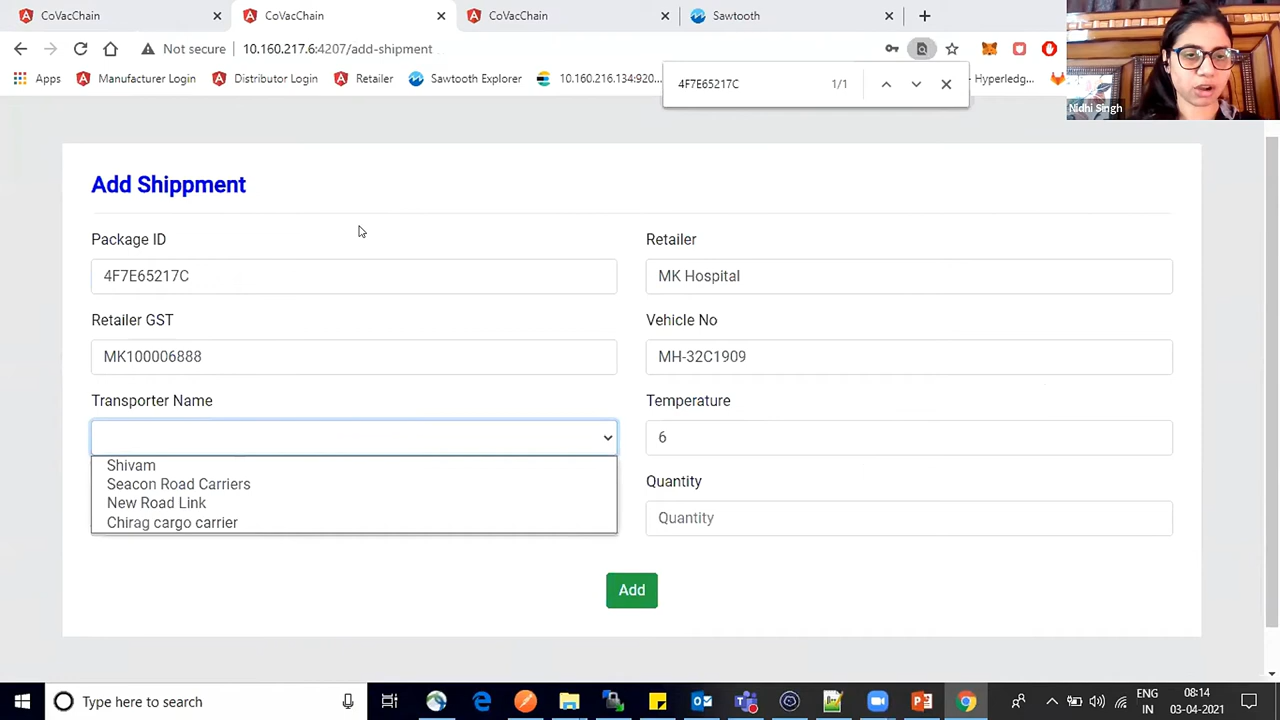 CoVacChain
CoVacChain
CoVacChain
Sawtooth
Not secure
10.160.217.6:4207/add-shipment
Apps
Manufacturer Login
Distributor Login
Retailer
Sawtooth Explorer
10.160.216.134:920...
Hyperledg...
4F7E65217C
1/1
Nidhi Singh
Add Shippment
Package ID
Retailer
4F7E65217C
MK Hospital
Retailer GST
Vehicle No
MK100006888
MH-32C1909
Transporter Name
Temperature
6
Shivam
Seacon Road Carriers
New Road Link
Chirag cargo carrier
Quantity
Quantity
Add
Type here to search
ENG
IN
08:14
03-04-2021